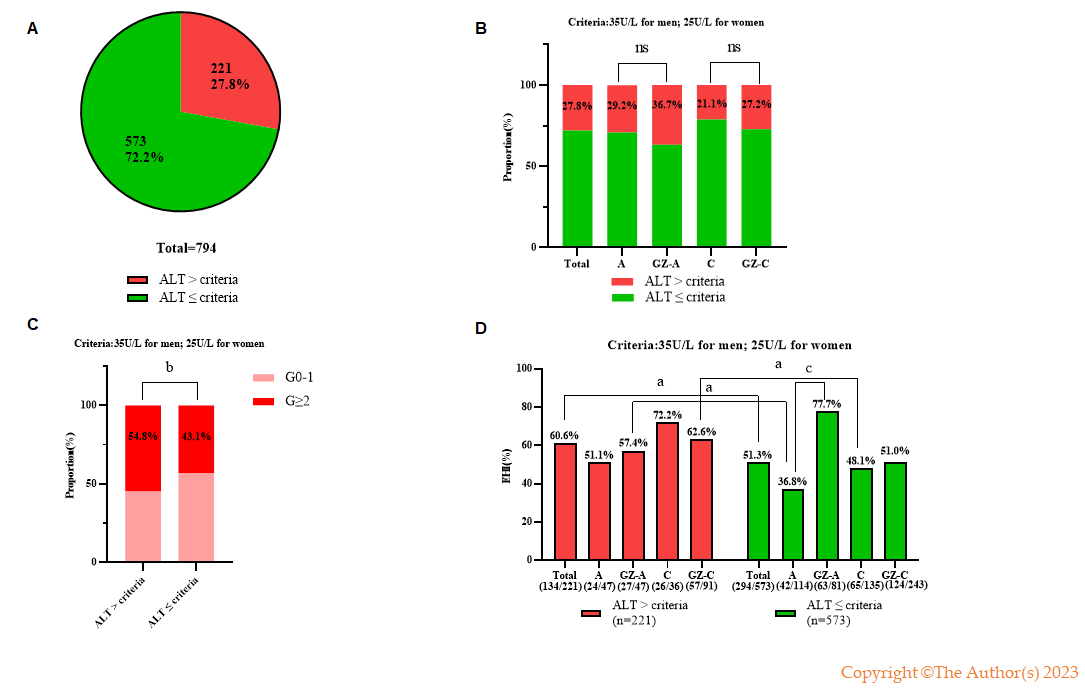 A
221
27.8%
573
72.2%
Total=794
ALT > criteria
ALT ≤ criteria
B
Criteria:35U/L for men; 25U/L for women
ns
ns
Proportion(%)
100
50
0
27.8%
29.2%
36.7%
21.1%
27.2%
Total
A
GZ-A
C
GZ-C
ALT > criteria
ALT ≤ criteria
C
Criteria:35U/L for men; 25U/L for women
b
G0-1
G≥2
Proportion(%)
100
50
0
54.8%
43.1%
ALT > criteria
ALT ≤ criteria
D
Criteria:35U/L for men; 25U/L for women
EHI(%)
100
80
60
40
20
0
a
a
a
c
60.6%
51.1%
57.4%
72.2%
62.6%
51.3%
36.8%
77.7%
48.1%
51.0%
Total
A
GZ-A
C
GZ-C
Total
A
GZ-A
C
GZ-C
(134/221)
(24/47)
(27/47)
(26/36)
(57/91)
(294/573)
(42/114)
(63/81)
(65/135)
(124/243)
ALT > criteria
(n=221)
ALT ≤ criteria
(n=573)
Copyright ©The Author(s) 2023